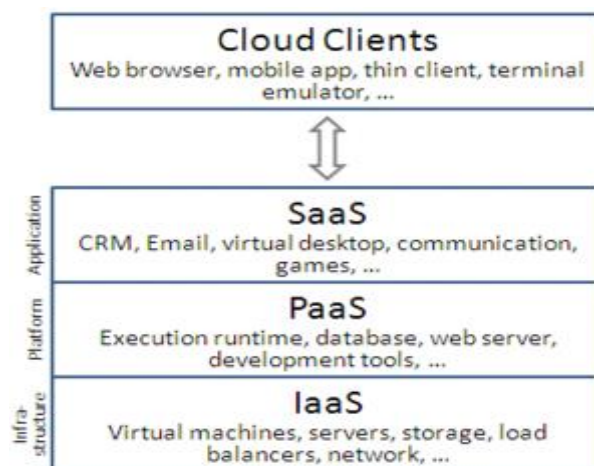 Cloud Clients
Web browser, mobile app, thin client, terminal
emulator, ...
Application
SaaS
CRM, Email, virtual desktop, communication,
games, ...
Platform
PaaS
Execution runtime, database, web server,
development tools, ...
Infra-
structure
IaaS
Virtual machines, servers, storage, load
balancers, network, ...